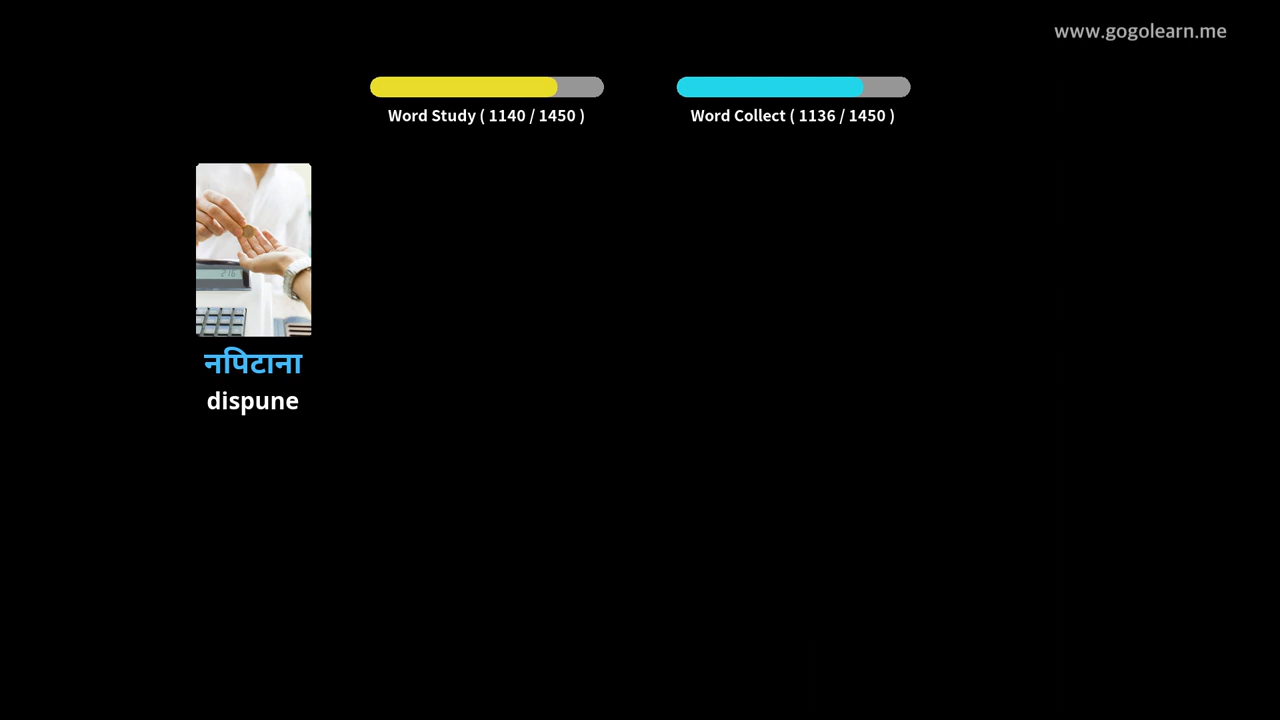 www.gogolearn.me
Word Study ( 1140 / 1450 )
Word Collect ( 1136 / 1450 )
नपिटाना
dispune